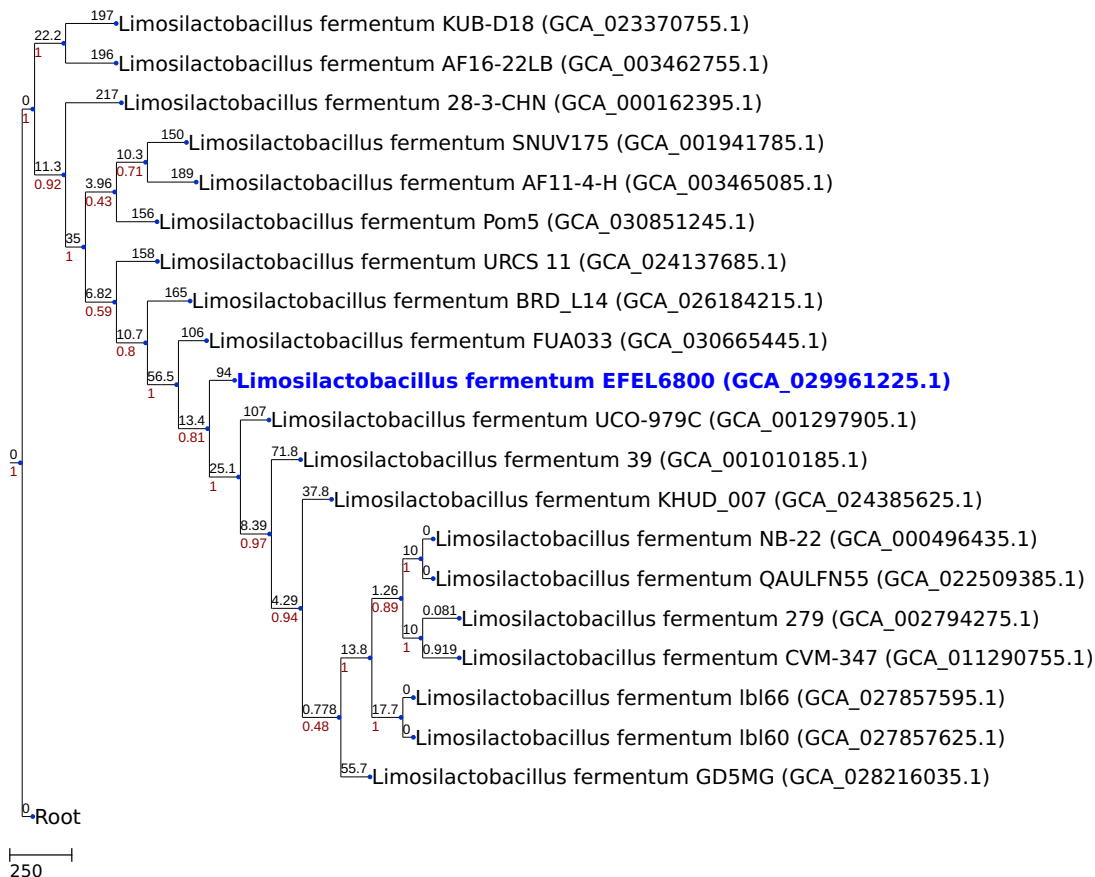 197
Limosilactobacillus fermentum KUB-D18 (GCA_023370755.1)
22.2
1
196
Limosilactobacillus fermentum AF16-22LB (GCA_003462755.1)
0
1
217
Limosilactobacillus fermentum 28-3-CHN (GCA_000162395.1)
150
Limosilactobacillus fermentum SNUV175 (GCA_001941785.1)
10.3
0.71
11.3
0.92
189
Limosilactobacillus fermentum AF11-4-H (GCA_003465085.1)
3.96
0.43
156
Limosilactobacillus fermentum Pom5 (GCA_030851245.1)
35
1
158
Limosilactobacillus fermentum URCS 11 (GCA_024137685.1)
6.82
0.59
165
Limosilactobacillus fermentum BRD_L14 (GCA_026184215.1)
10.7
0.8
106
Limosilactobacillus fermentum FUA033 (GCA_030665445.1)
56.5
1
94
Limosilactobacillus fermentum EFEL6800 (GCA_029961225.1)
13.4
0.81
107
Limosilactobacillus fermentum UCO-979C (GCA_001297905.1)
0
1
25.1
1
71.8
Limosilactobacillus fermentum 39 (GCA_001010185.1)
37.8
Limosilactobacillus fermentum KHUD_007 (GCA_024385625.1)
8.39
0.97
0
Limosilactobacillus fermentum NB-22 (GCA_000496435.1)
10
1
0
Limosilactobacillus fermentum QAULFN55 (GCA_022509385.1)
4.29
0.94
1.26
0.89
0.081
Limosilactobacillus fermentum 279 (GCA_002794275.1)
10
1
0.919
Limosilactobacillus fermentum CVM-347 (GCA_011290755.1)
13.8
1
0
Limosilactobacillus fermentum lbl66 (GCA_027857595.1)
0.778
0.48
17.7
1
0
Limosilactobacillus fermentum lbl60 (GCA_027857625.1)
55.7
Limosilactobacillus fermentum GD5MG (GCA_028216035.1)
0
Root
250